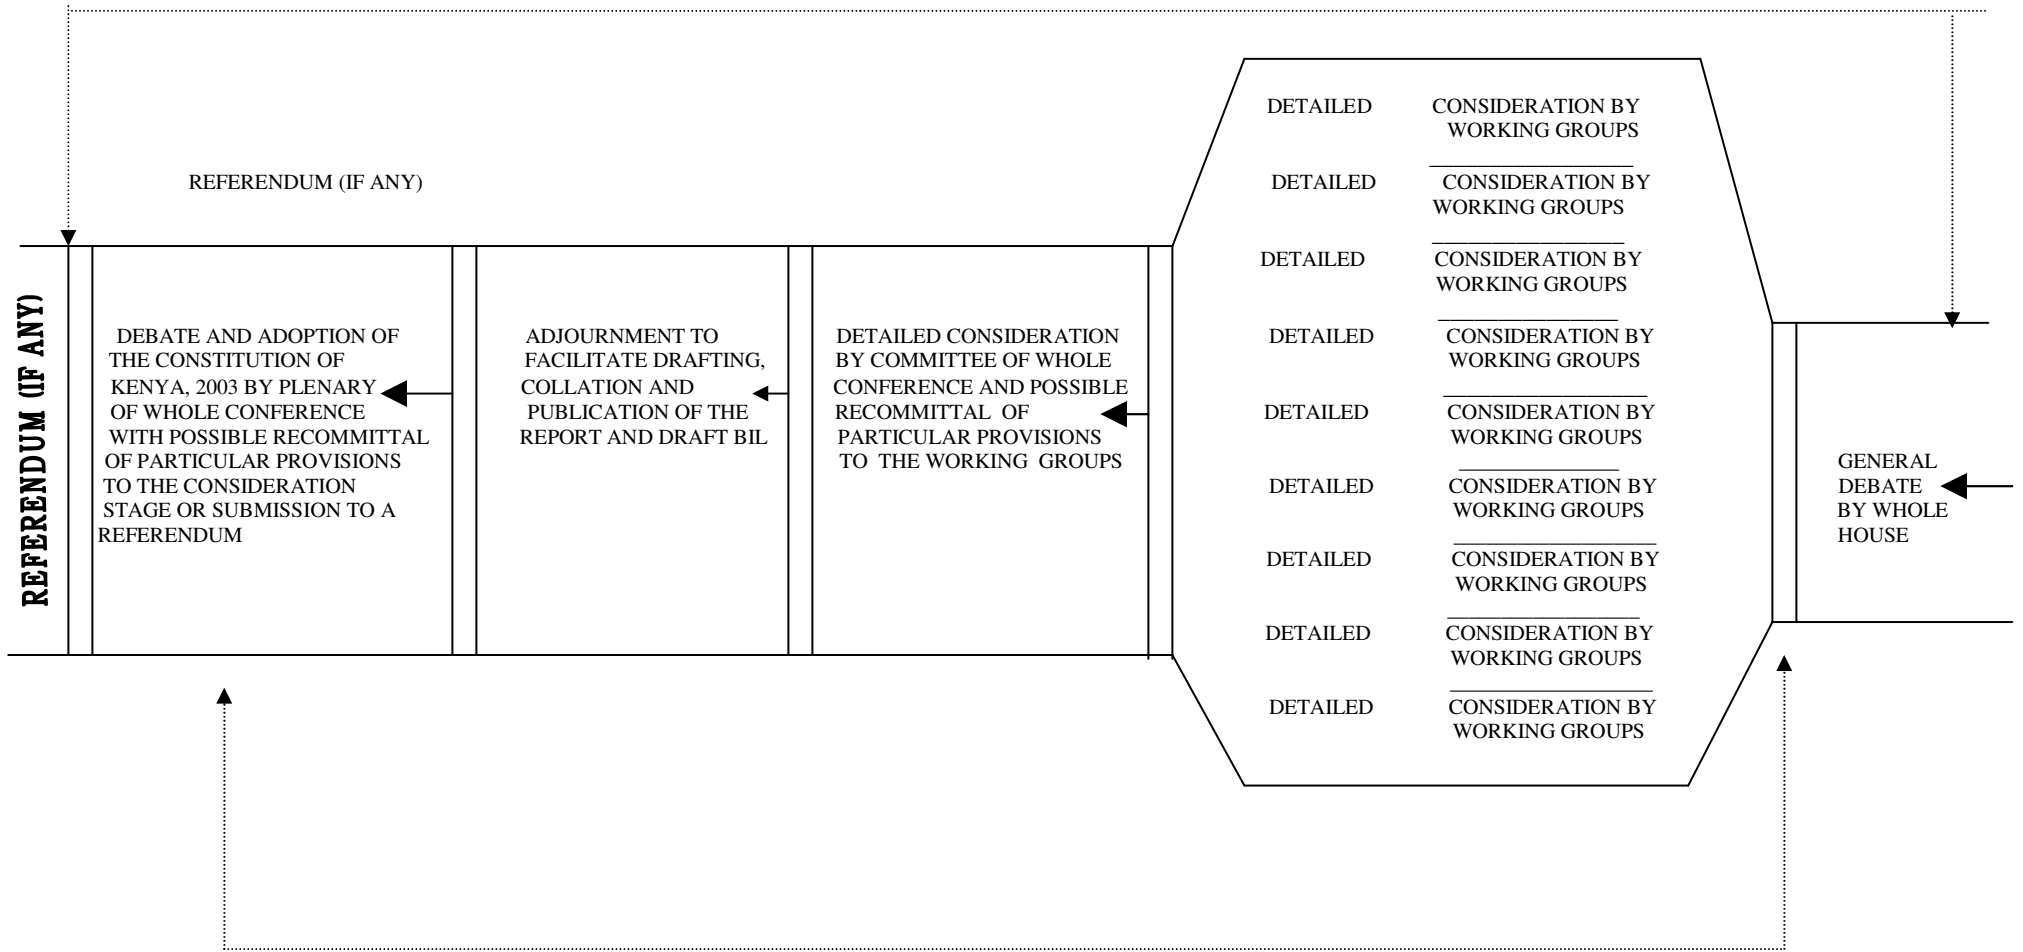 REFERENDUM (IF ANY)
REFERENDUM (IF ANY)
DEBATE AND ADOPTION OF
THE CONSTITUTION OF
KENYA, 2003 BY PLENARY
OF WHOLE CONFERENCE
WITH POSSIBLE RECOMMITTAL
OF PARTICULAR PROVISIONS
TO THE CONSIDERATION
STAGE OR SUBMISSION TO A
REFERENDUM
ADJOURNMENT TO
FACILITATE DRAFTING,
COLLATION AND
PUBLICATION OF THE
REPORT AND DRAFT BIL
DETAILED CONSIDERATION
BY COMMITTEE OF WHOLE
CONFERENCE AND POSSIBLE
RECOMMITTAL OF
PARTICULAR PROVISIONS
TO THE WORKING GROUPS
DETAILED CONSIDERATION BY
WORKING GROUPS
DETAILED CONSIDERATION BY
WORKING GROUPS
DETAILED CONSIDERATION BY
WORKING GROUPS
DETAILED CONSIDERATION BY
WORKING GROUPS
DETAILED CONSIDERATION BY
WORKING GROUPS
DETAILED CONSIDERATION BY
WORKING GROUPS
DETAILED CONSIDERATION BY
WORKING GROUPS
DETAILED CONSIDERATION BY
WORKING GROUPS
DETAILED CONSIDERATION BY
WORKING GROUPS
GENERAL
DEBATE
BY WHOLE
HOUSE